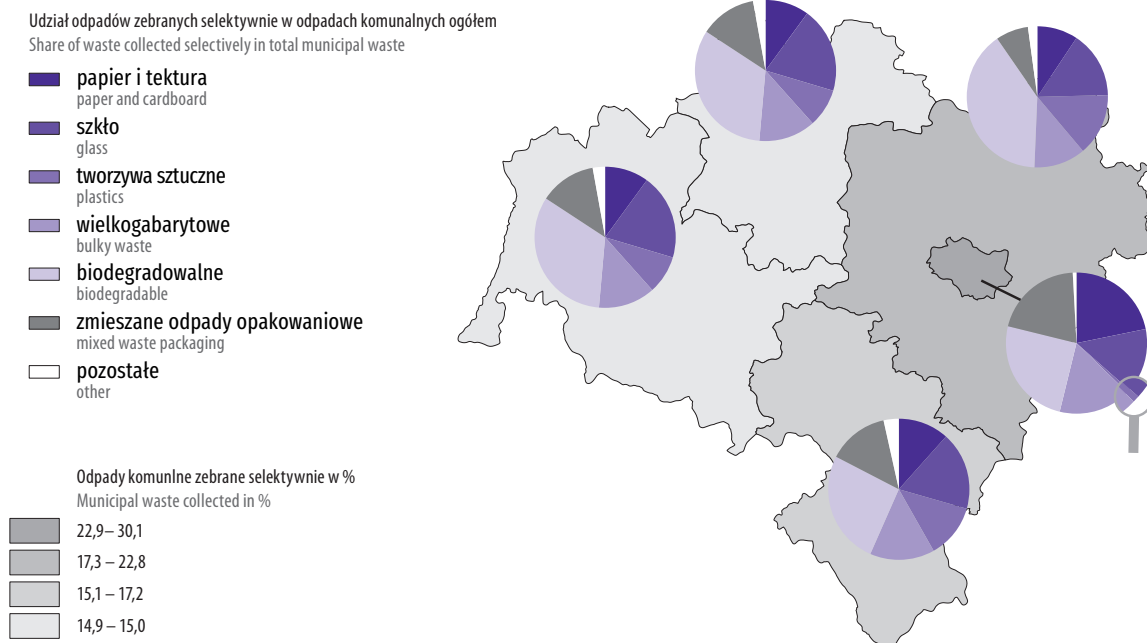 Udział odpadów zebranych selektywnie w odpadach komunalnych ogółem
Share of waste collected selectively in total municipal waste
papier i tektura
paper and cardboard
szkło
glass
tworzywa sztuczne
plastics
wielkogabarytowe
bulky waste
biodegradowalne
biodegradable
zmieszane odpady opakowaniowe
mixed waste packaging
pozostałe
other
Odpady komunlne zebrane selektywnie w %
Municipal waste collected in %
22,9– 30,1
17,3 – 22,8
15,1 – 17,2
14,9 – 15,0